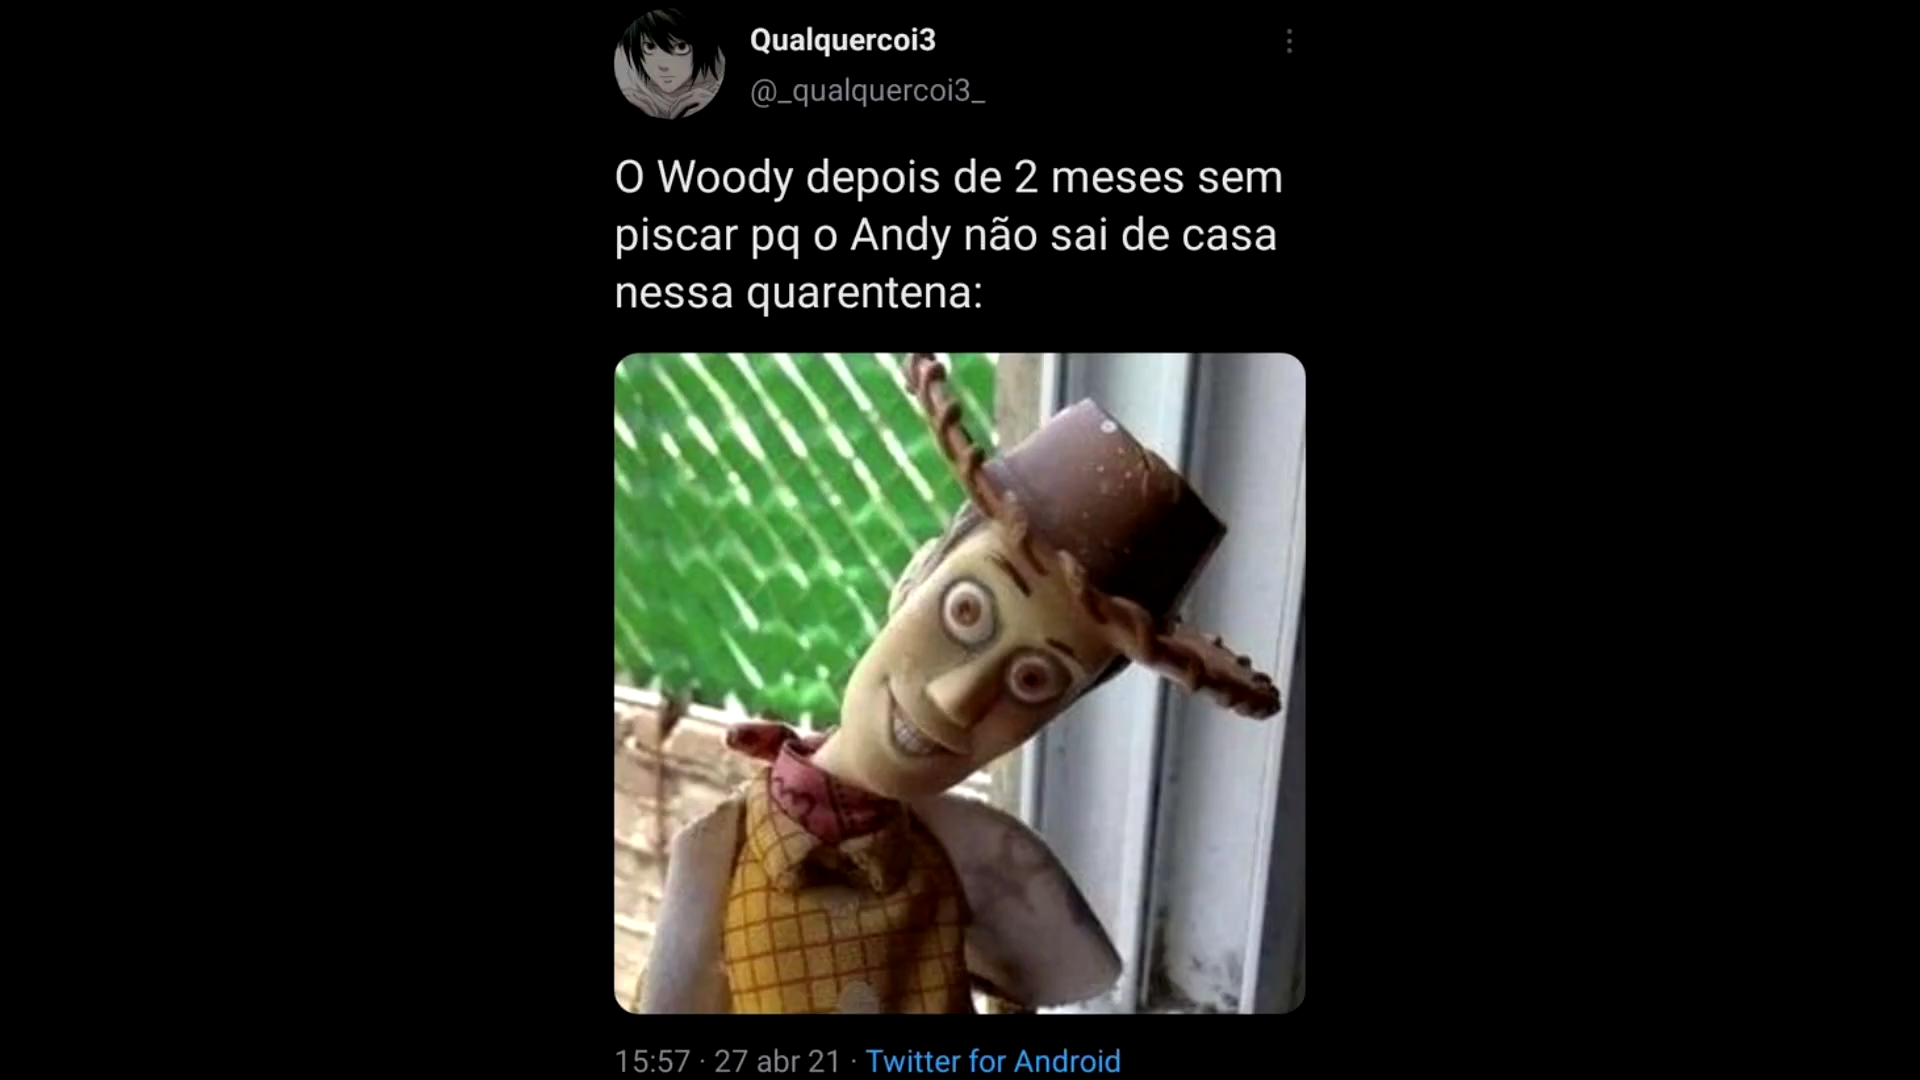 Qualquercoi3
@_qualquercoi3_
O Woody depois de 2 meses sem
piscar pq o Andy não sai de casa
nessa quarentena:
15:57 · 27 abr 21 · Twitter for Android